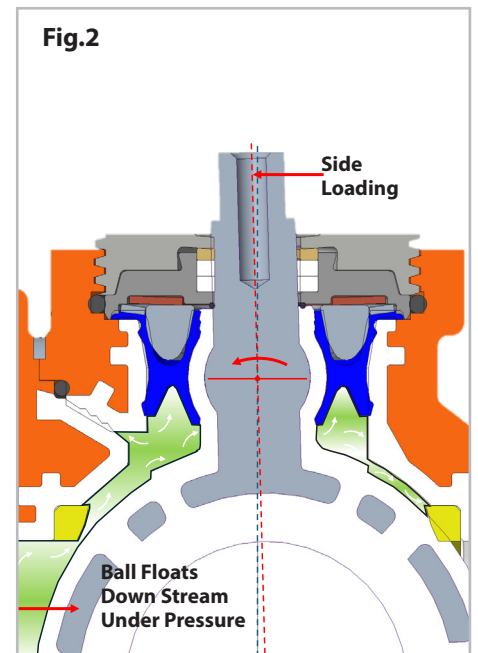 Fig.2
Side
Loading
Ball Floats
Down Stream
Under Pressure